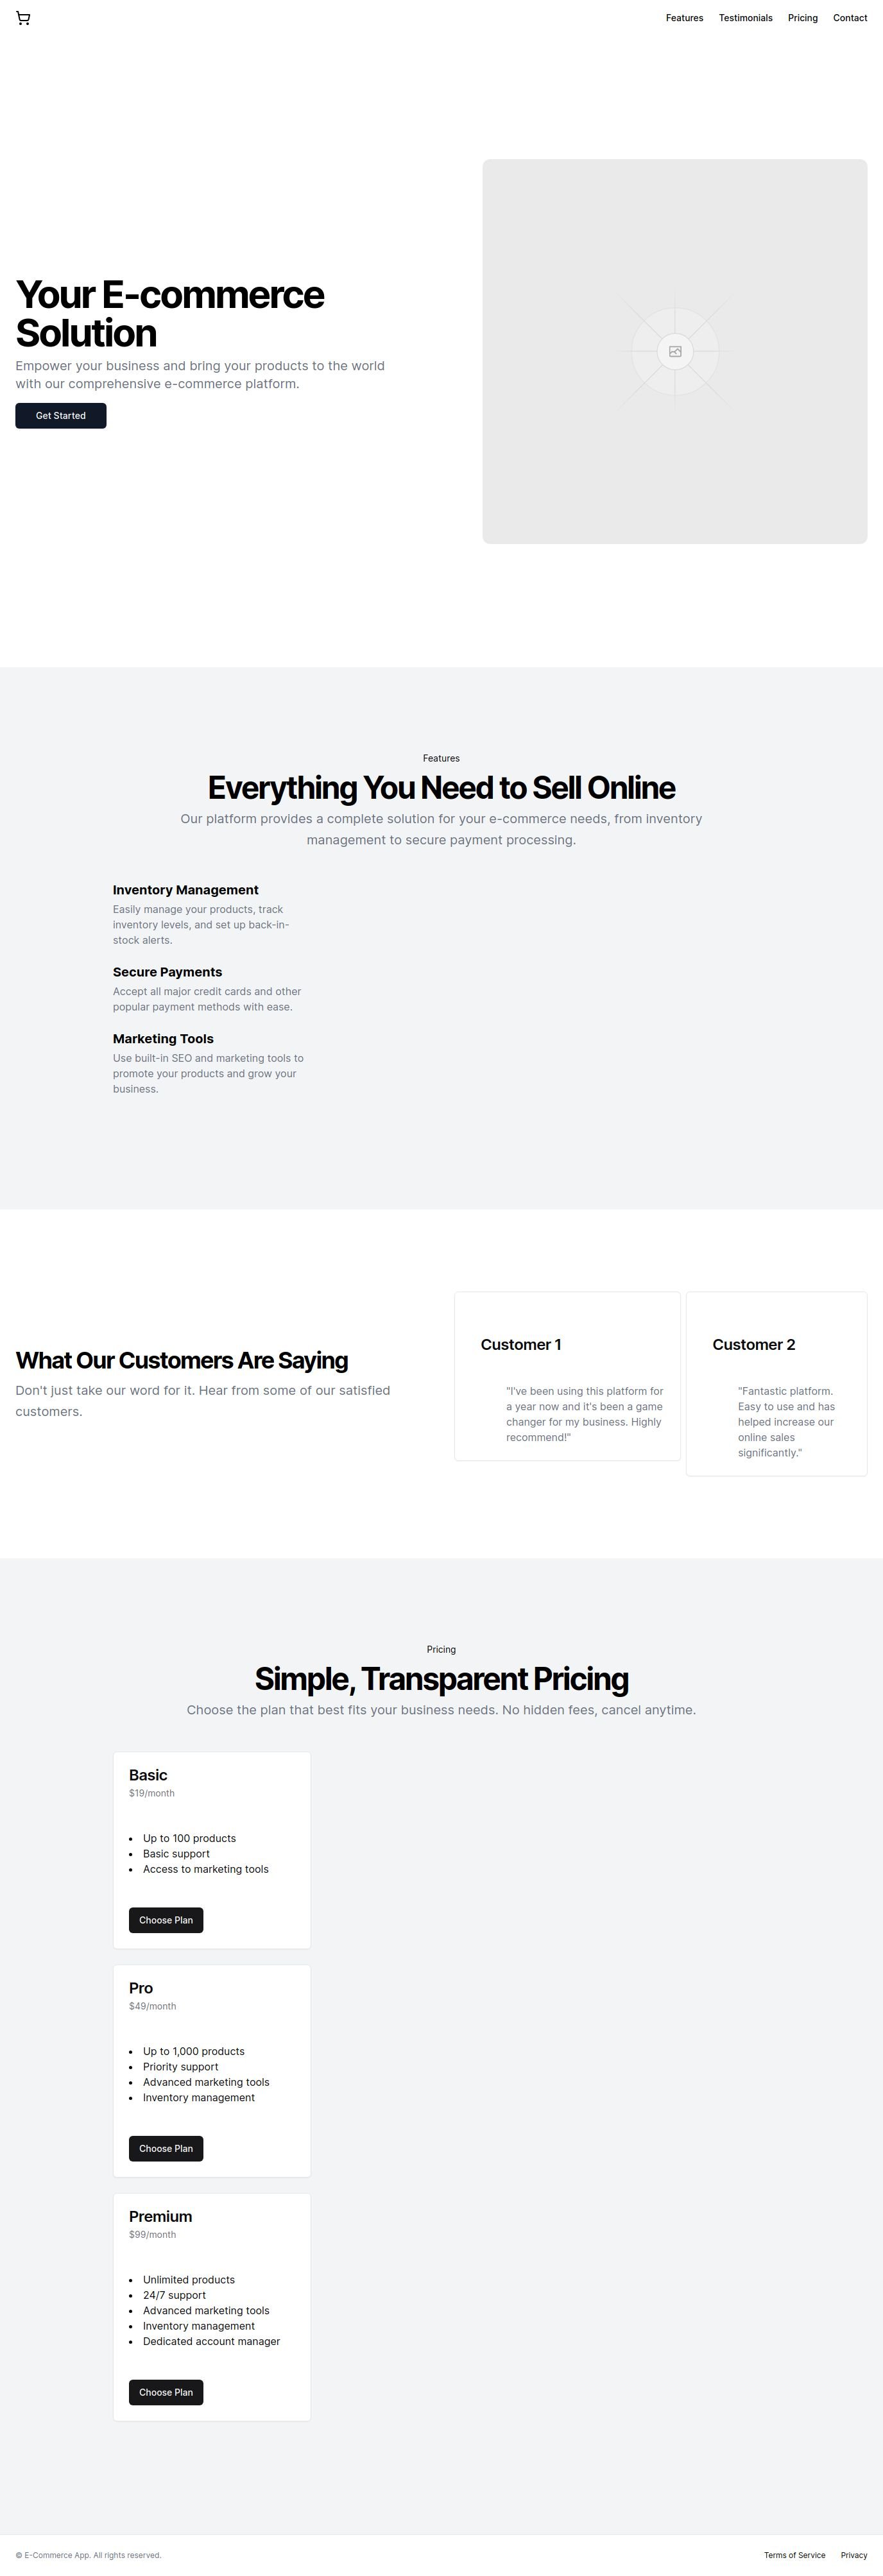 Features Testimonials Pricing Contact
Your E-commerce
Solution
Empower your business and bring your products to the world
with our comprehensive e-commerce platform.
Get Started
Features
Everything You Need to Sell Online
Our platform provides a complete solution for your e-commerce needs, from inventory
management to secure payment processing.
Inventory Management
Easily manage your products, track
inventory levels, and set up back-in-
stock alerts.
Secure Payments
Accept all major credit cards and other
popular payment methods with ease.
Marketing Tools
Use built-in SEO and marketing tools to
promote your products and grow your
business.
What Our Customers Are Saying
Don't just take our word for it. Hear from some of our satisfied
customers.
Customer 1
"I've been using this platform for
a year now and it's been a game
changer for my business. Highly
recommend!"
Customer 2
"Fantastic platform.
Easy to use and has
helped increase our
online sales
significantly."
Pricing
Simple, Transparent Pricing
Choose the plan that best fits your business needs. No hidden fees, cancel anytime.
Basic
$19/month
• Up to 100 products
• Basic support
• Access to marketing tools
Choose Plan
Pro
$49/month
• Up to 1,000 products
• Priority support
• Advanced marketing tools
• Inventory management
Choose Plan
Premium
$99/month
• Unlimited products
• 24/7 support
• Advanced marketing tools
• Inventory management
• Dedicated account manager
Choose Plan
© E-Commerce App. All rights reserved.
Terms of Service Privacy